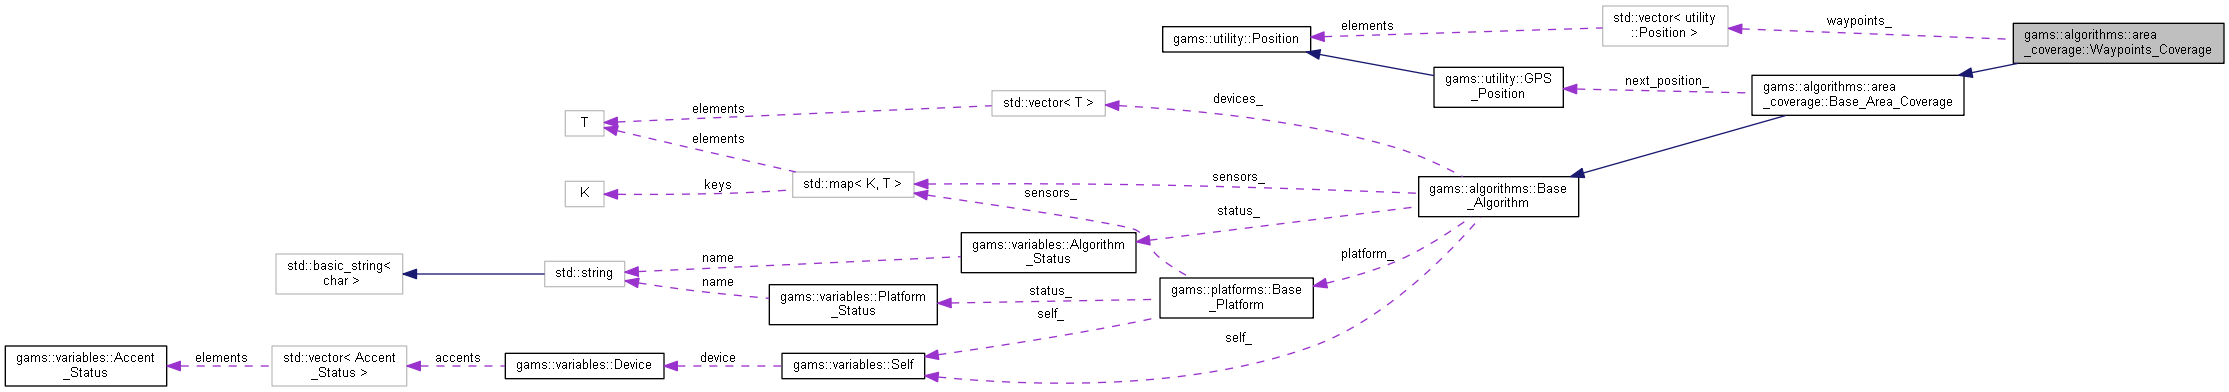 std::vector< utility
::Position >
waypoints_
elements
gams::utility::Position
gams::algorithms::area
_coverage::Waypoints_Coverage
gams::utility::GPS
_Position
next_position_
gams::algorithms::area
_coverage::Base_Area_Coverage
std::vector< T >
devices_
elements
T
elements
keys
K
std::map< K, T >
sensors_
sensors_
gams::algorithms::Base
_Algorithm
status_
gams::variables::Algorithm
_Status
name
platform_
std::basic_string<
char >
std::string
name
gams::variables::Platform
_Status
status_
gams::platforms::Base
_Platform
self_
self_
gams::variables::Accent
_Status
elements
std::vector< Accent
_Status >
accents
gams::variables::Device
device
gams::variables::Self